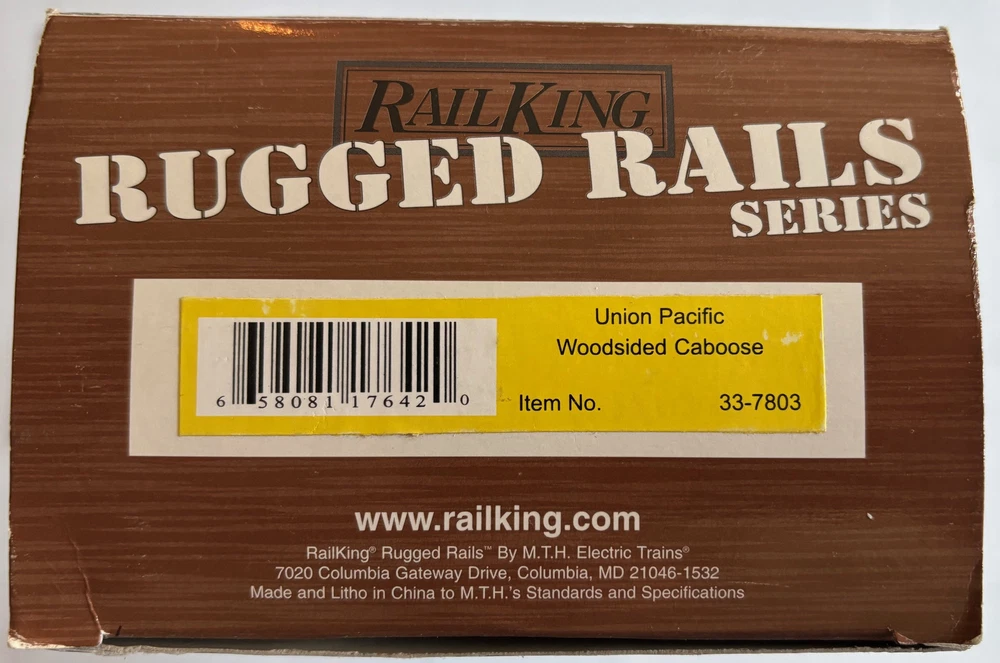 RAILKING®
RUGGED RAILS
SERIES
Union Pacific
Woodsided Caboose
Item No. 33-7803
6 58081 17642 0
www.railking.com
RailKing® Rugged Rails™ By M.T.H. Electric Trains®
7020 Columbia Gateway Drive, Columbia, MD 21046-1532
Made and Litho in China to M.T.H.'s Standards and Specifications